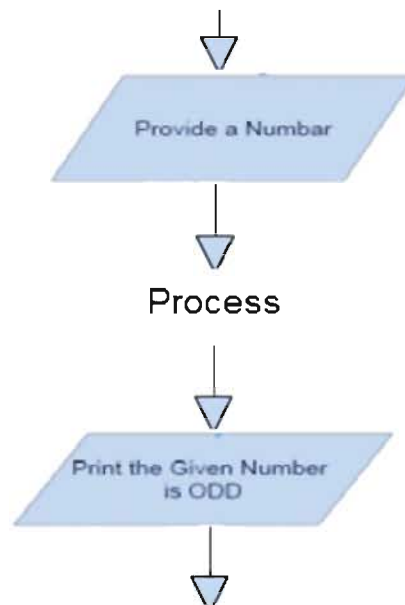 Provide a Numbar
Process
Print the Given Number
is ODD